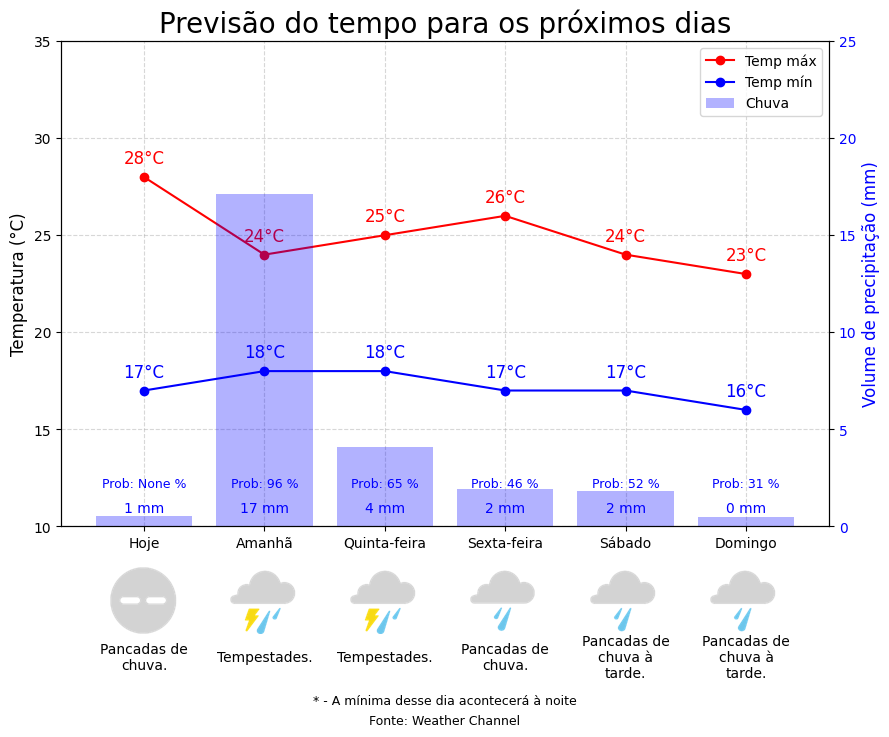 Previsão do tempo para os próximos dias
35
30
25
20
15
10
Temperatura (°C)
25
20
15
10
5
0
Volume de precipitação (mm)
Temp máx
Temp mín
Chuva
28°C
24°C
25°C
26°C
24°C
23°C
17°C
18°C
18°C
17°C
17°C
16°C
Prob: None %
Prob: 96 %
Prob: 65 %
Prob: 46 %
Prob: 52 %
Prob: 31 %
1 mm
17 mm
4 mm
2 mm
2 mm
0 mm
Hoje
Amanhã
Quinta-feira
Sexta-feira
Sábado
Domingo
Pancadas de
chuva.
Tempestades.
Tempestades.
Pancadas de
chuva.
Pancadas de
chuva à
tarde.
Pancadas de
chuva à
tarde.
* - A mínima desse dia acontecerá à noite
Fonte: Weather Channel